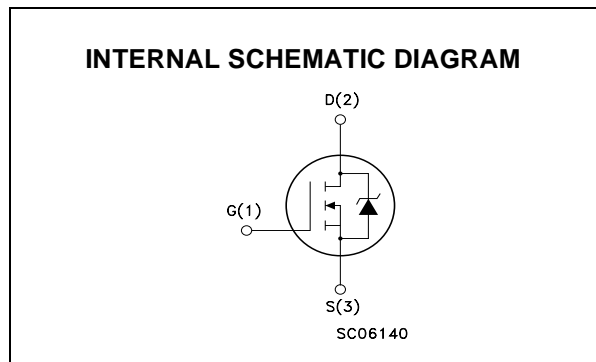 INTERNAL SCHEMATIC DIAGRAM
D(2)
G(1)
S(3)
SC06140